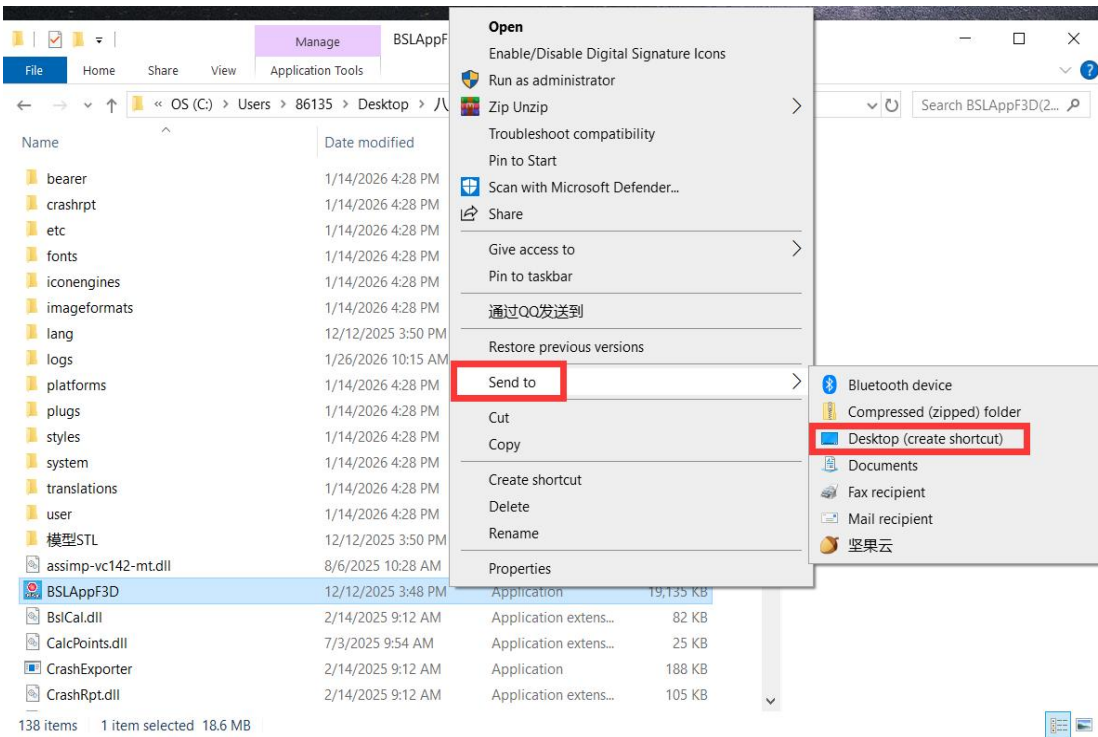 Manage
BSLAppF
File Home Share View Application Tools
« OS (C:) > Users > 86135 > Desktop > 八
Search BSLAppF3D(2...
Name Date modified
bearer 1/14/2026 4:28 PM
crashrpt 1/14/2026 4:28 PM
etc 1/14/2026 4:28 PM
fonts 1/14/2026 4:28 PM
iconengines 1/14/2026 4:28 PM
imageformats 1/14/2026 4:28 PM
lang 12/12/2025 3:50 PM
logs 1/26/2026 10:15 AM
platforms 1/14/2026 4:28 PM
plugs 1/14/2026 4:28 PM
styles 1/14/2026 4:28 PM
system 1/14/2026 4:28 PM
translations 1/14/2026 4:28 PM
user 1/14/2026 4:28 PM
模型STL 12/12/2025 3:50 PM
assimp-vc142-mt.dll 8/6/2025 10:28 AM
BSLAppF3D 12/12/2025 3:48 PM Application 19,135 KB
BslCal.dll 2/14/2025 9:12 AM Application extens... 82 KB
CalcPoints.dll 7/3/2025 9:54 AM Application extens... 25 KB
CrashExporter 2/14/2025 9:12 AM Application 188 KB
CrashRpt.dll 2/14/2025 9:12 AM Application extens... 105 KB
138 items 1 item selected 18.6 MB
Open
Enable/Disable Digital Signature Icons
Run as administrator
Zip Unzip
Troubleshoot compatibility
Pin to Start
Scan with Microsoft Defender...
Share
Give access to
Pin to taskbar
通过QQ发送到
Restore previous versions
Send to
Cut
Copy
Create shortcut
Delete
Rename
Properties
Bluetooth device
Compressed (zipped) folder
Desktop (create shortcut)
Documents
Fax recipient
Mail recipient
坚果云